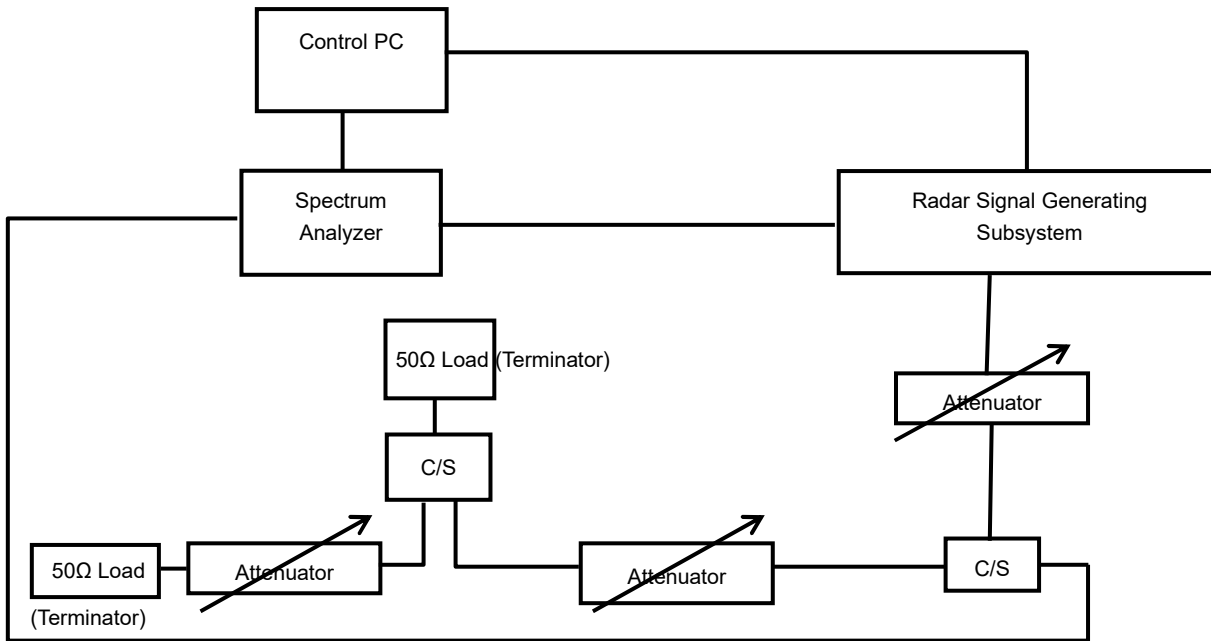 Control PC
Spectrum
Analyzer
Radar Signal Generating
Subsystem
50Ω Load (Terminator)
Attenuator
C/S
50Ω Load
(Terminator)
Attenuator
Attenuator
C/S